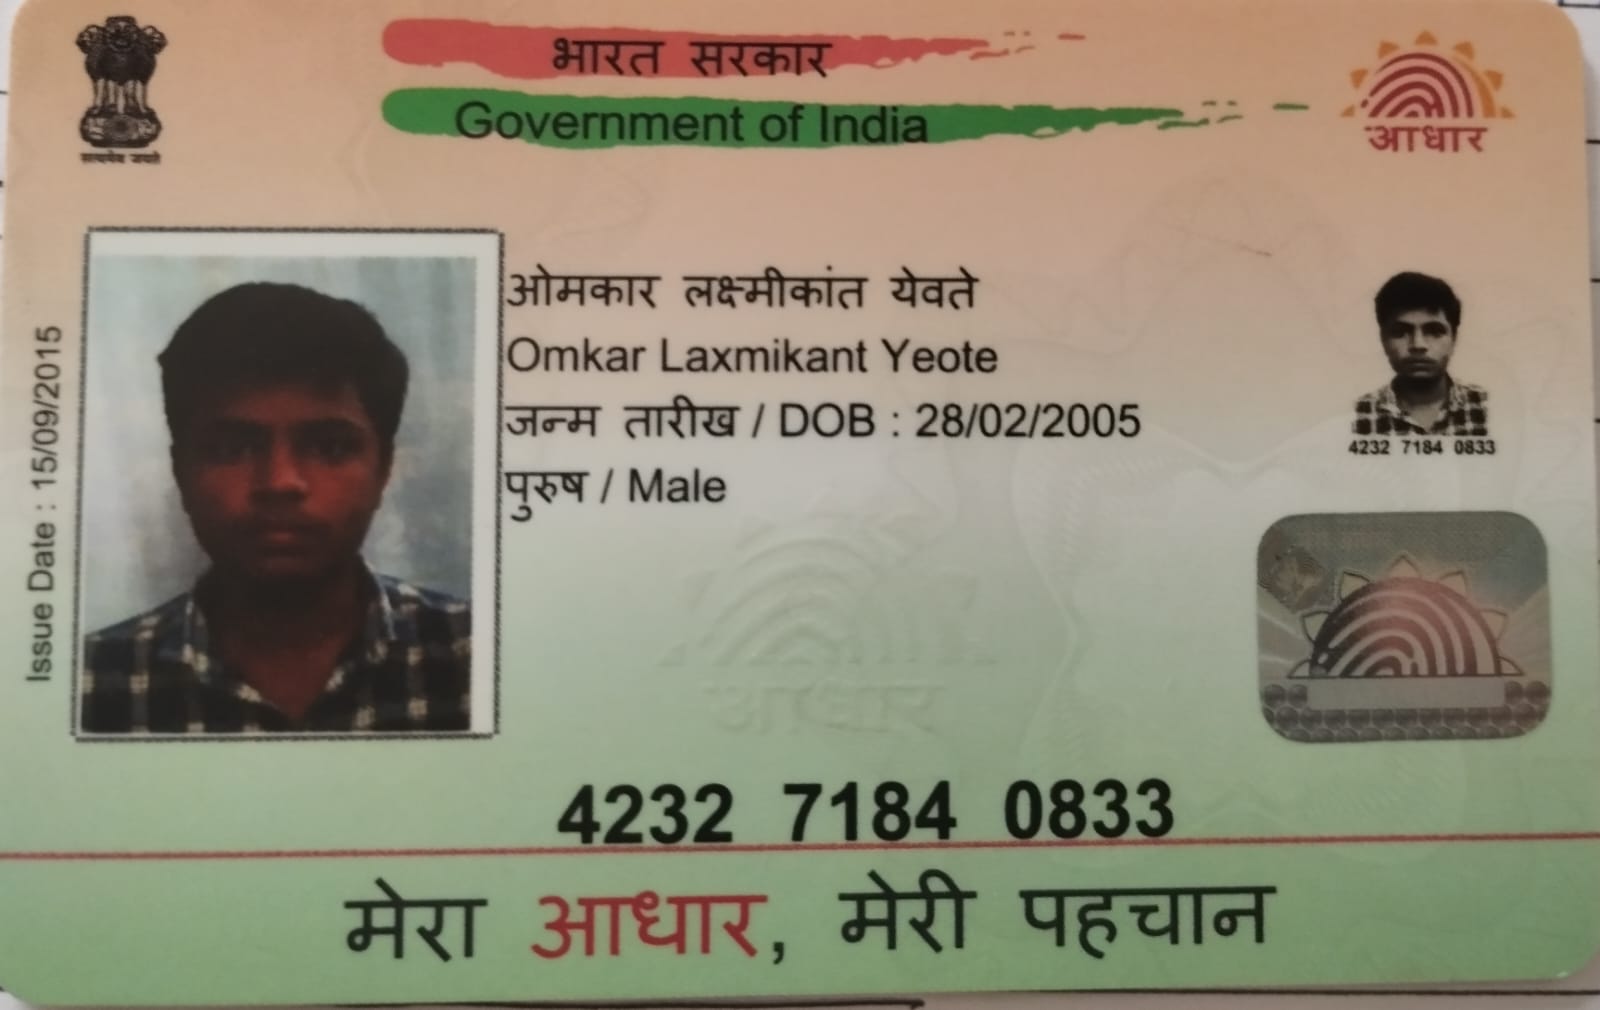 भारत सरकार
Government of India
सत्यमेव जयते
आधार
Issue Date : 15/09/2015
ओमकार लक्ष्मीकांत येवते
Omkar Laxmikant Yeote
जन्म तारीख / DOB : 28/02/2005
पुरुष / Male
4232 7184 0833
आधार
4232 7184 0833
मेरा आधार, मेरी पहचान